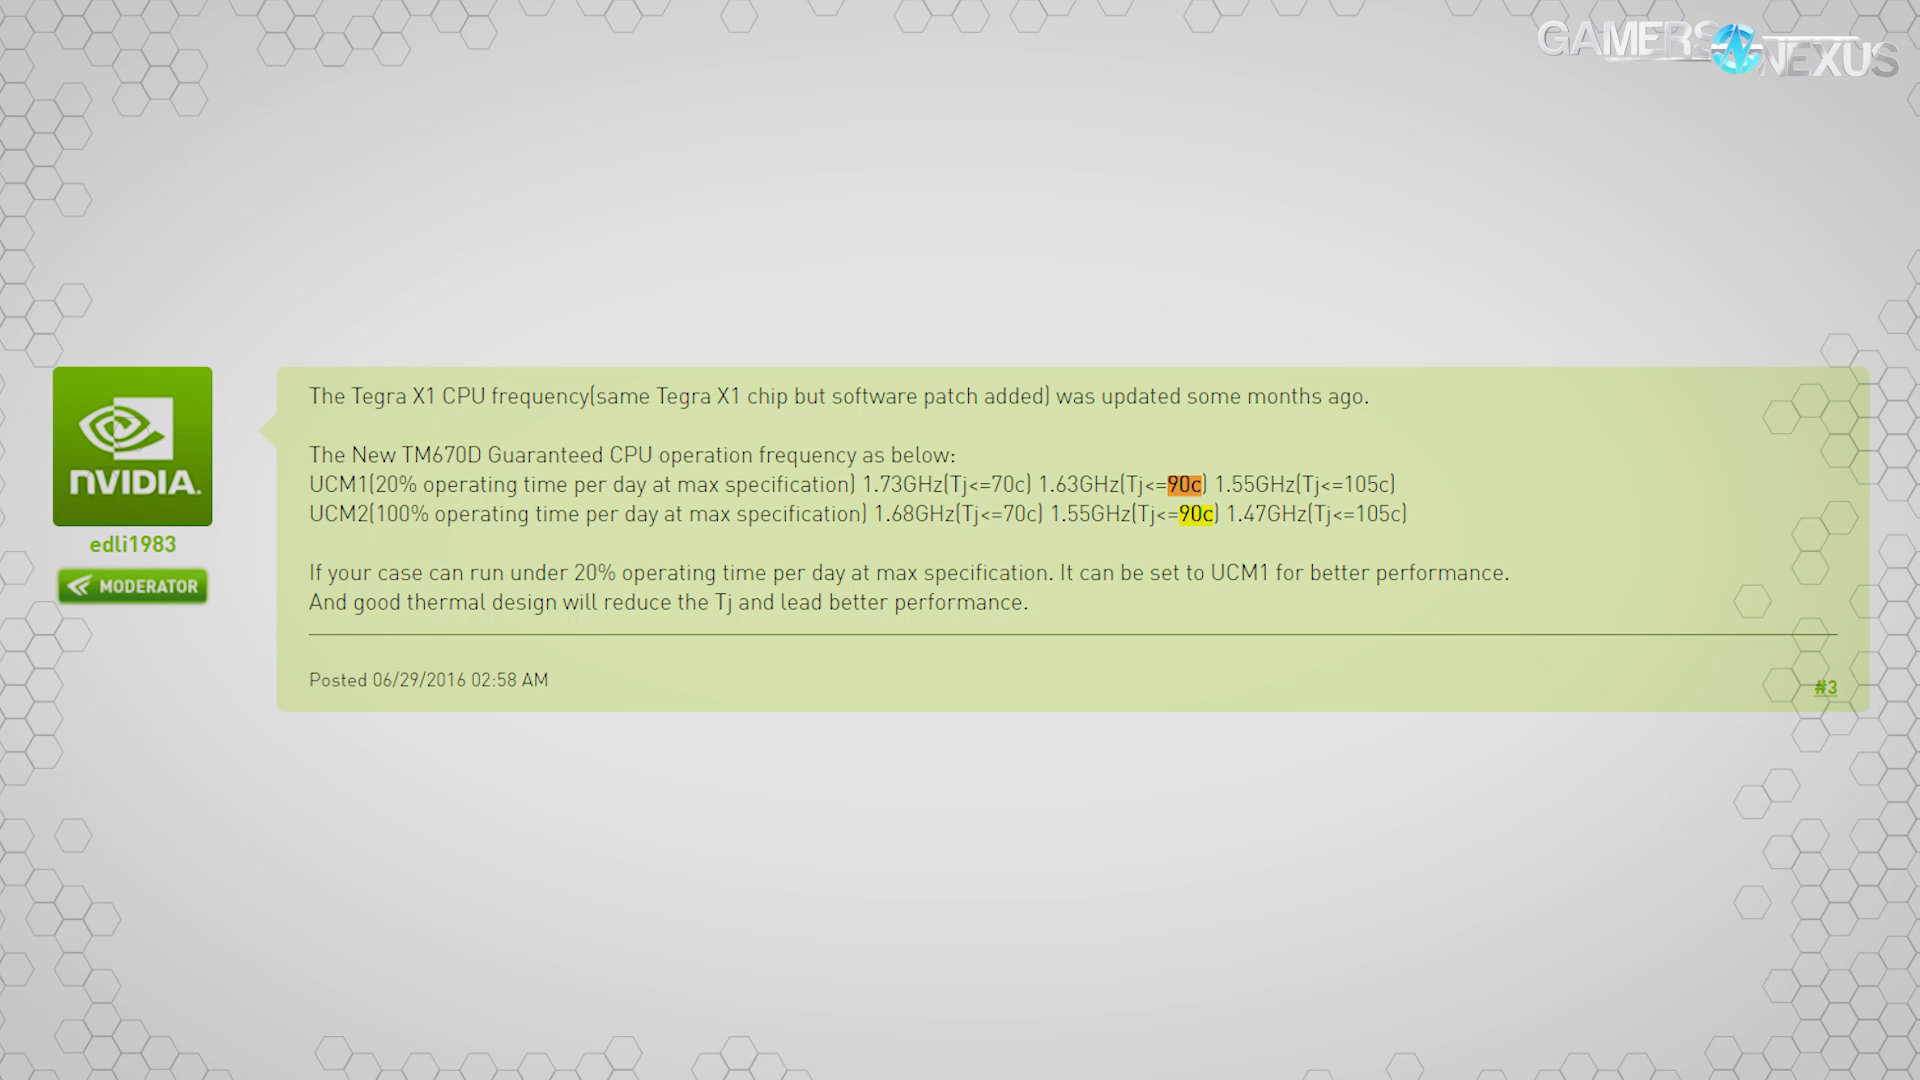 GAMERS NEXUS
The Tegra X1 CPU frequency(same Tegra X1 chip but software patch added) was updated some months ago.
The New TM670D Guaranteed CPU operation frequency as below:
UCM1(20% operating time per day at max specification) 1.73GHz(Tj<=70c) 1.63GHz(Tj<=90c) 1.55GHz(Tj<=105c)
UCM2(100% operating time per day at max specification) 1.68GHz(Tj<=70c) 1.55GHz(Tj<=90c) 1.47GHz(Tj<=105c)
If your case can run under 20% operating time per day at max specification. It can be set to UCM1 for better performance.
And good thermal design will reduce the Tj and lead better performance.
Posted 06/29/2016 02:58 AM
#3
NVIDIA.
edli1983
MODERATOR